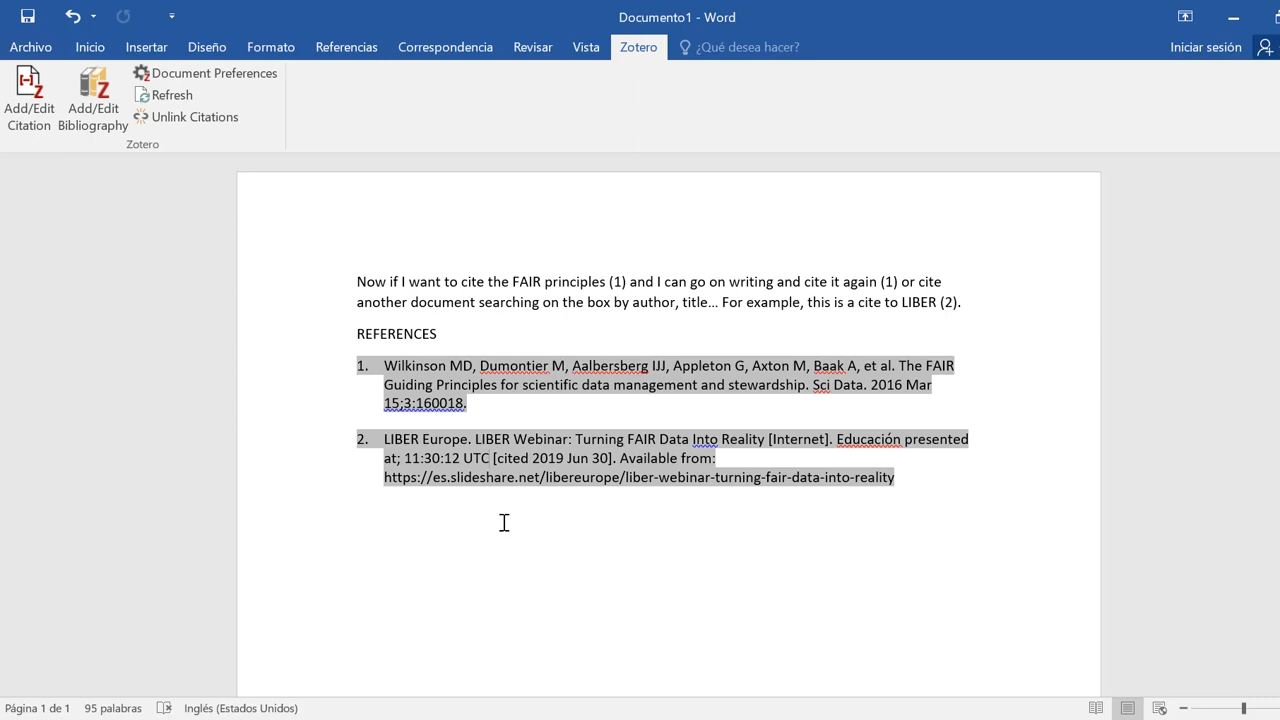 Documento1 - Word
Archivo Inicio Insertar Diseño Formato Referencias Correspondencia Revisar Vista Zotero ¿Qué desea hacer? Iniciar sesión
Add/Edit Citation
Add/Edit Bibliography
Document Preferences
Refresh
Unlink Citations
Zotero
Now if I want to cite the FAIR principles (1) and I can go on writing and cite it again (1) or cite
another document searching on the box by author, title... For example, this is a cite to LIBER (2).
REFERENCES
1. Wilkinson MD, Dumontier M, Aalbersberg IJJ, Appleton G, Axton M, Baak A, et al. The FAIR
Guiding Principles for scientific data management and stewardship. Sci Data. 2016 Mar
15;3:160018.
2. LIBER Europe. LIBER Webinar: Turning FAIR Data Into Reality [Internet]. Educación presented
at; 11:30:12 UTC [cited 2019 Jun 30]. Available from:
https://es.slideshare.net/libereurope/liber-webinar-turning-fair-data-into-reality
Página 1 de 1 95 palabras Inglés (Estados Unidos)